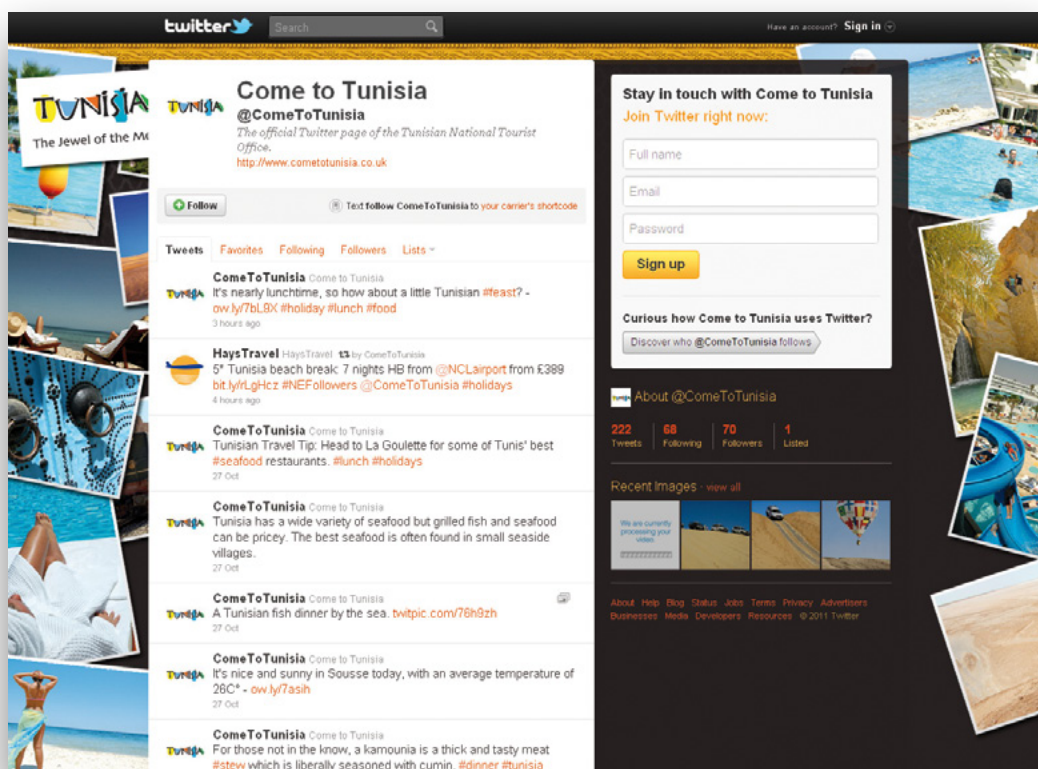 twitter
Search
Have an account? Sign in
TUNISIA
The Jewel of the Me
TUNISIA
Come to Tunisia
@ComeToTunisia
The official Twitter page of the Tunisian National Tourist
Office.
http://www.cometotunisia.co.uk
Follow
Text follow ComeToTunisia to your carrier's shortcode
Tweets Favorites Following Followers Lists
TUNISIA
ComeToTunisia Come to Tunisia
It's nearly lunchtime, so how about a little Tunisian #feast? -
ow.ly/7bL9X #holiday #lunch #food
3 hours ago
HaysTravel HaysTravel by ComeToTunisia
5* Tunisia beach break: 7 nights HB from @NCLairport from £389
bit.ly/rLgHcz #NEFollowers @ComeToTunisia #holidays
4 hours ago
TUNISIA
ComeToTunisia Come to Tunisia
Tunisian Travel Tip: Head to La Goulette for some of Tunis' best
#seafood restaurants. #lunch #holidays
27 Oct
TUNISIA
ComeToTunisia Come to Tunisia
Tunisia has a wide variety of seafood but grilled fish and seafood
can be pricey. The best seafood is often found in small seaside
villages.
27 Oct
TUNISIA
ComeToTunisia Come to Tunisia
A Tunisian fish dinner by the sea. twitpic.com/76h9zh
27 Oct
TUNISIA
ComeToTunisia Come to Tunisia
It's nice and sunny in Sousse today, with an average temperature of
26C° - ow.ly/7asih
27 Oct
TUNISIA
ComeToTunisia Come to Tunisia
For those not in the know, a kamounia is a thick and tasty meat
#stew which is liberally seasoned with cumin. #dinner #tunisia
Stay in touch with Come to Tunisia
Join Twitter right now:
Full name
Email
Password
Sign up
Curious how Come to Tunisia uses Twitter?
Discover who @ComeToTunisia follows
TUNISIA
About @ComeToTunisia
222 68 70 1
Tweets Following Followers Listed
Recent Images · view all
We are currently
processing your
video
About Help Blog Status Jobs Terms Privacy Advertisers
Businesses Media Developers Resources © 2011 Twitter